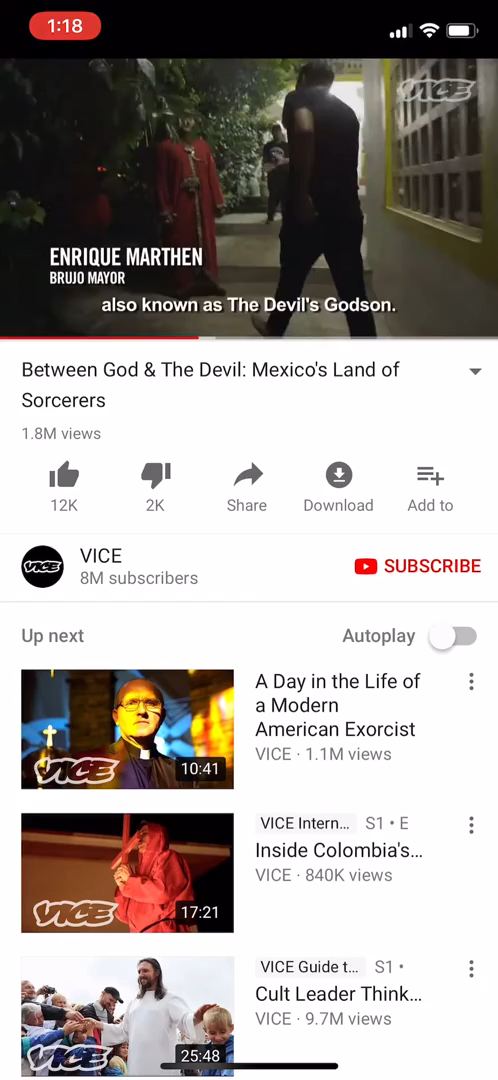 1:18
VICE
ENRIQUE MARTHEN
BRUJO MAYOR
also known as The Devil's Godson.
Between God & The Devil: Mexico's Land of
Sorcerers
1.8M views
12K
2K
Share
Download
Add to
VICE
VICE
8M subscribers
SUBSCRIBE
Up next
Autoplay
VICE
10:41
A Day in the Life of
a Modern
American Exorcist
VICE · 1.1M views
VICE
17:21
VICE Intern... S1 • E
Inside Colombia's...
VICE · 840K views
VICE
25:48
VICE Guide t... S1 •
Cult Leader Think...
VICE · 9.7M views